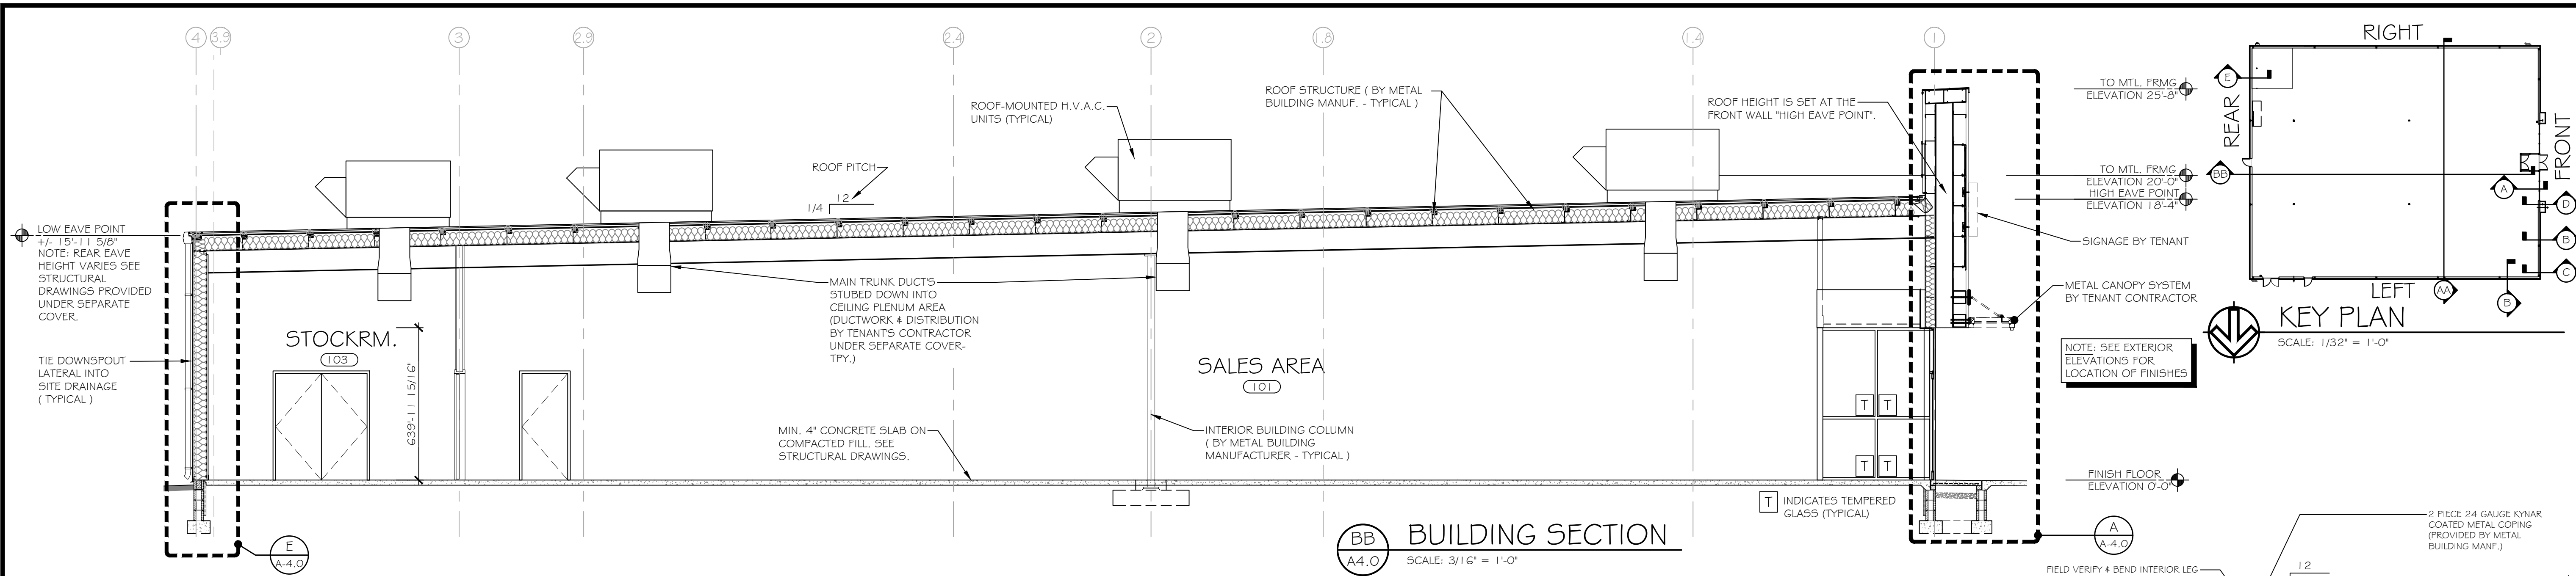 4
3.9
3
2.9
2.4
2
1.8
1.4
1
ROOF-MOUNTED H.V.A.C.
UNITS (TYPICAL)
ROOF STRUCTURE ( BY METAL
BUILDING MANUF. - TYPICAL )
ROOF HEIGHT IS SET AT THE
FRONT WALL "HIGH EAVE POINT".
ROOF PITCH
12
1/4
TO MTL. FRMG
ELEVATION 25'-8"
TO MTL. FRMG
ELEVATION 20'-0"
HIGH EAVE POINT
ELEVATION 18'-4"
SIGNAGE BY TENANT
METAL CANOPY SYSTEM
BY TENANT CONTRACTOR
NOTE: SEE EXTERIOR
ELEVATIONS FOR
LOCATION OF FINISHES
FINISH FLOOR
ELEVATION 0'-0"
LOW EAVE POINT
+/- 15'-11 5/8"
NOTE: REAR EAVE
HEIGHT VARIES SEE
STRUCTURAL
DRAWINGS PROVIDED
UNDER SEPARATE
COVER.
TIE DOWNSPOUT
LATERAL INTO
SITE DRAINAGE
( TYPICAL )
STOCKRM.
103
639'-11 15/16"
MAIN TRUNK DUCT'S
STUBED DOWN INTO
CEILING PLENUM AREA
(DUCTWORK & DISTRIBUTION
BY TENANT'S CONTRACTOR
UNDER SEPARATE COVER-
TPY.)
SALES AREA
101
MIN. 4" CONCRETE SLAB ON
COMPACTED FILL. SEE
STRUCTURAL DRAWINGS.
INTERIOR BUILDING COLUMN
( BY METAL BUILDING
MANUFACTURER - TYPICAL )
T T
T T
T INDICATES TEMPERED
GLASS (TYPICAL)
E
A-4.0
BB
A4.0
BUILDING SECTION
SCALE: 3/16" = 1'-0"
A
A-4.0
RIGHT
REAR
FRONT
LEFT
E
BB
A
D
B
C
AA
B
KEY PLAN
SCALE: 1/32" = 1'-0"
2 PIECE 24 GAUGE KYNAR
COATED METAL COPING
(PROVIDED BY METAL
BUILDING MANF.)
FIELD VERIFY & BEND INTERIOR LEG
12